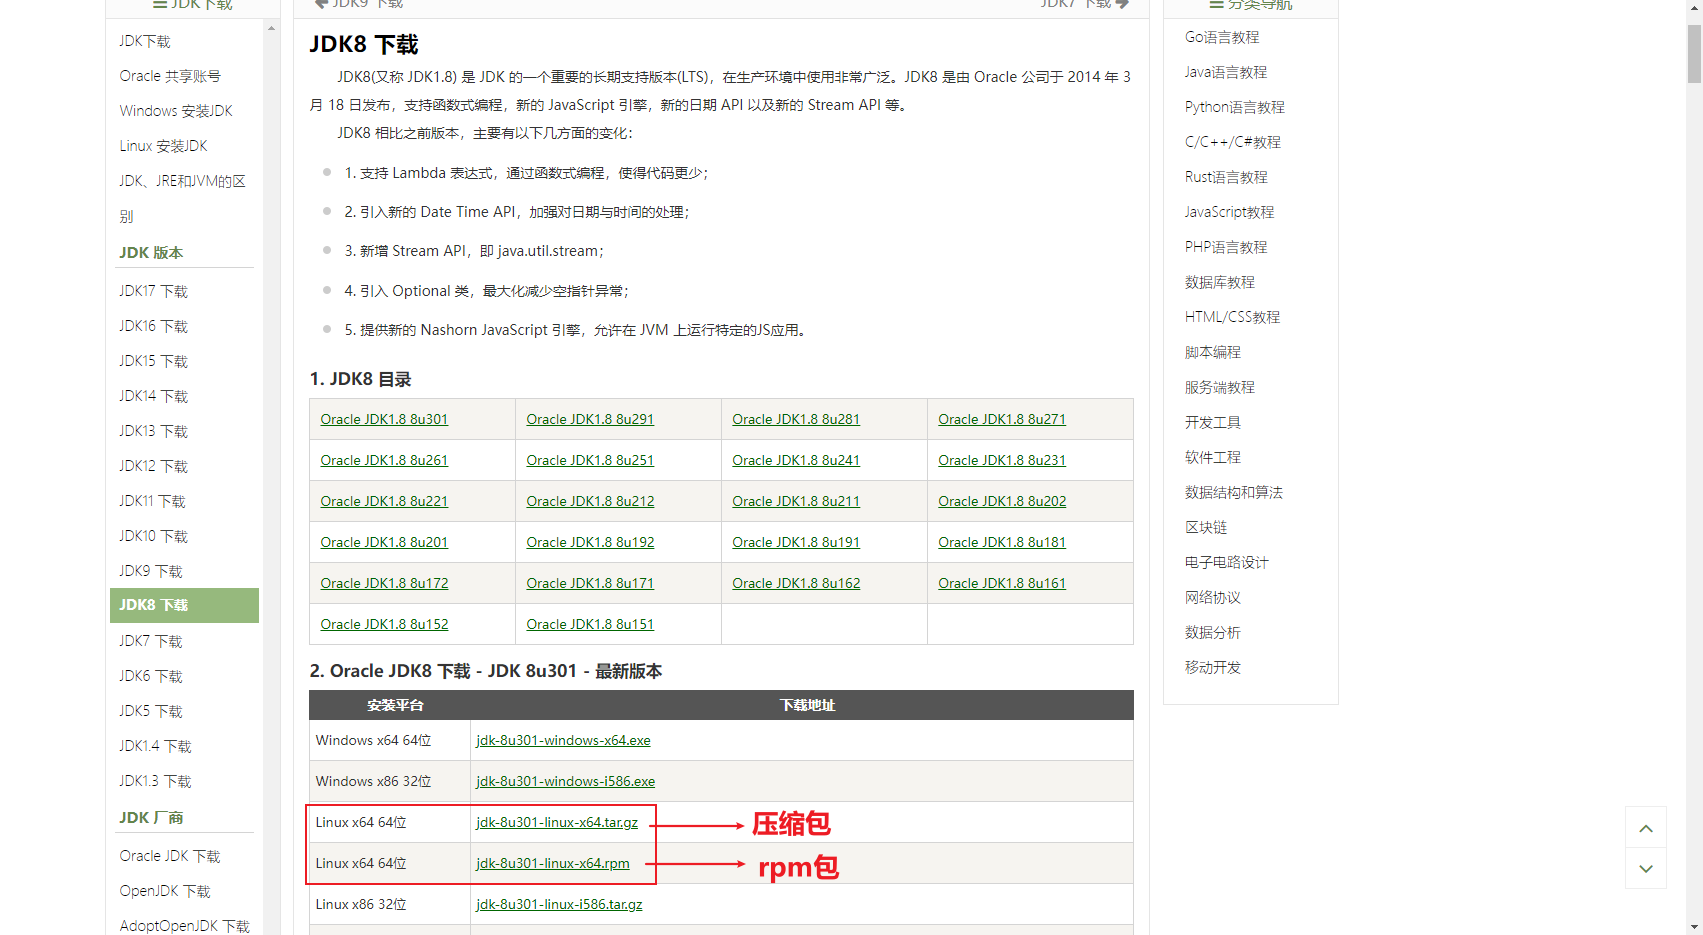 JDK下载
JDK下载
Oracle 共享账号
Windows 安装JDK
Linux 安装JDK
JDK、JRE和JVM的区
别
JDK 版本
JDK17 下载
JDK16 下载
JDK15 下载
JDK14 下载
JDK13 下载
JDK12 下载
JDK11 下载
JDK10 下载
JDK9 下载
JDK8 下载
JDK7 下载
JDK6 下载
JDK5 下载
JDK1.4 下载
JDK1.3 下载
JDK 厂商
Oracle JDK 下载
OpenJDK 下载
AdoptOpenJDK 下载
JDK9 下载
JDK7 下载
JDK8 下载
JDK8(又称 JDK1.8) 是 JDK 的一个重要的长期支持版本(LTS)，在生产环境中使用非常广泛。JDK8 是由 Oracle 公司于 2014 年 3
月 18 日发布，支持函数式编程，新的 JavaScript 引擎，新的日期 API 以及新的 Stream API 等。
JDK8 相比之前版本，主要有以下几方面的变化：
1. 支持 Lambda 表达式，通过函数式编程，使得代码更少；
2. 引入新的 Date Time API，加强对日期与时间的处理；
3. 新增 Stream API，即 java.util.stream；
4. 引入 Optional 类，最大化减少空指针异常；
5. 提供新的 Nashorn JavaScript 引擎，允许在 JVM 上运行特定的JS应用。
1. JDK8 目录
Oracle JDK1.8 8u301 Oracle JDK1.8 8u291 Oracle JDK1.8 8u281 Oracle JDK1.8 8u271
Oracle JDK1.8 8u261 Oracle JDK1.8 8u251 Oracle JDK1.8 8u241 Oracle JDK1.8 8u231
Oracle JDK1.8 8u221 Oracle JDK1.8 8u212 Oracle JDK1.8 8u211 Oracle JDK1.8 8u202
Oracle JDK1.8 8u201 Oracle JDK1.8 8u192 Oracle JDK1.8 8u191 Oracle JDK1.8 8u181
Oracle JDK1.8 8u172 Oracle JDK1.8 8u171 Oracle JDK1.8 8u162 Oracle JDK1.8 8u161
Oracle JDK1.8 8u152 Oracle JDK1.8 8u151
2. Oracle JDK8 下载 - JDK 8u301 - 最新版本
安装平台 下载地址
Windows x64 64位 jdk-8u301-windows-x64.exe
Windows x86 32位 jdk-8u301-windows-i586.exe
Linux x64 64位 jdk-8u301-linux-x64.tar.gz 压缩包
Linux x64 64位 jdk-8u301-linux-x64.rpm rpm包
Linux x86 32位 jdk-8u301-linux-i586.tar.gz
分类导航
Go语言教程
Java语言教程
Python语言教程
C/C++/C#教程
Rust语言教程
JavaScript教程
PHP语言教程
数据库教程
HTML/CSS教程
脚本编程
服务端教程
开发工具
软件工程
数据结构和算法
区块链
电子电路设计
网络协议
数据分析
移动开发